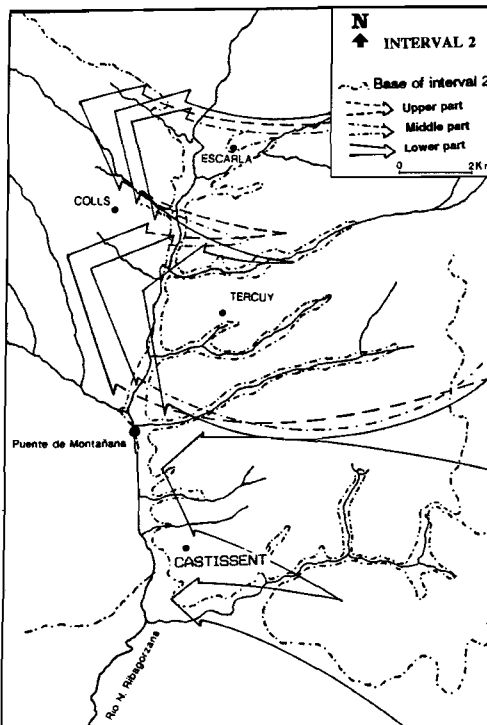 N
INTERVAL 2
Base of interval 2
Upper part
Middle part
Lower part
0 2K
ESCARLA
COLLS
TERCUY
Puente de Montañana
CASTISSENT
Rio N. Ribagorzana